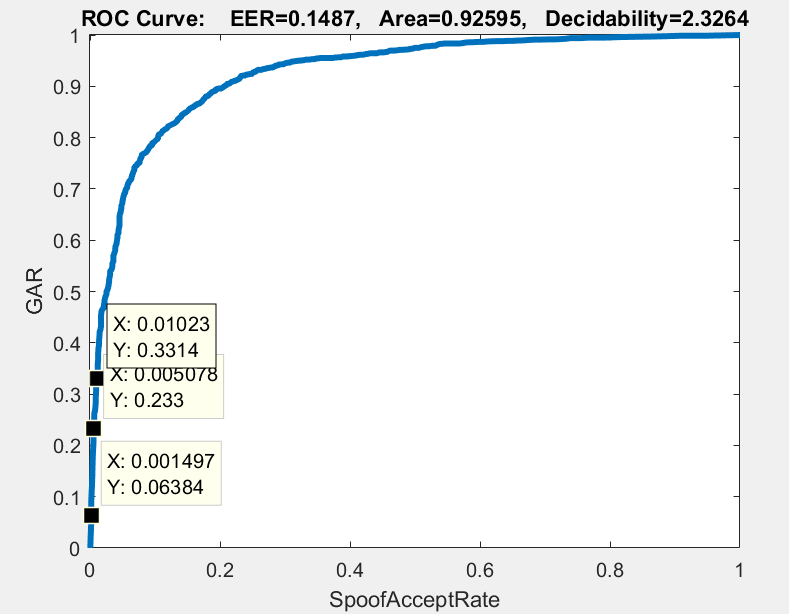 ROC Curve:    EER=0.1487,   Area=0.92595,   Decidability=2.3264
1
0.9
0.8
0.7
0.6
0.5
0.4
0.3
0.2
0.1
0
GAR
X: 0.01023
Y: 0.3314
X: 0.005078
Y: 0.233
X: 0.001497
Y: 0.06384
0 0.2 0.4 0.6 0.8 1
SpoofAcceptRate